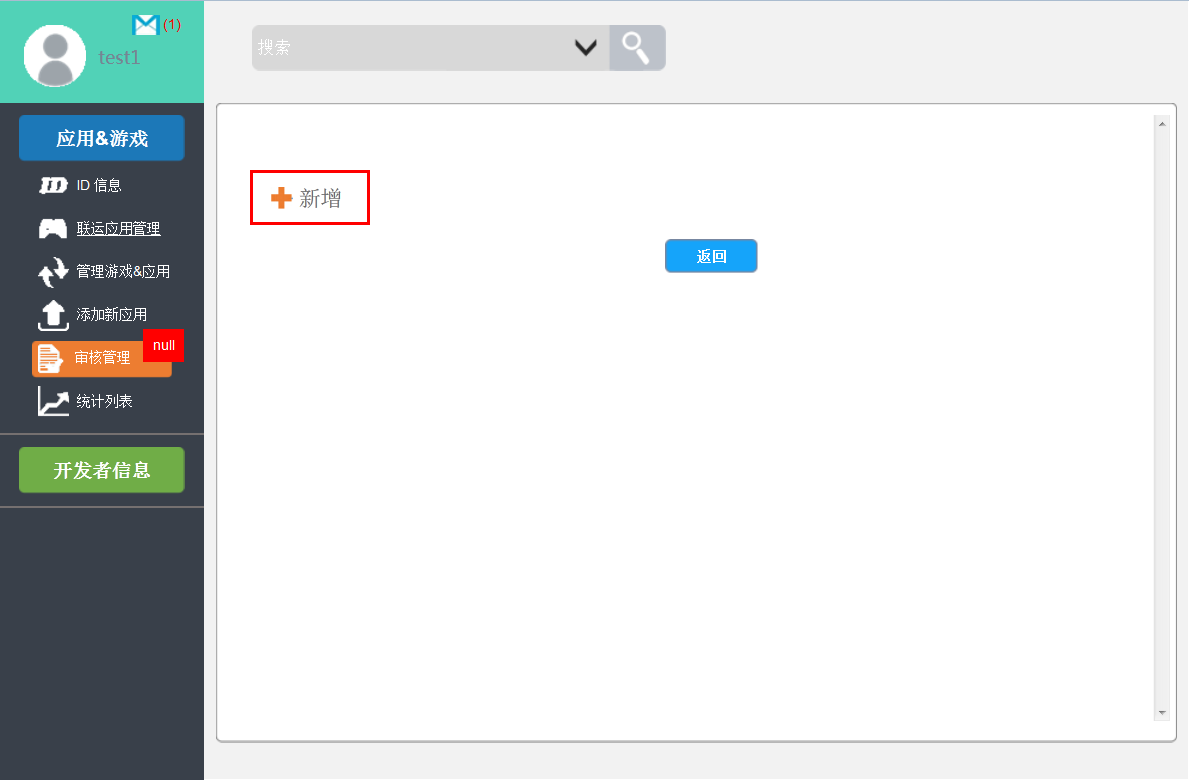 (1)
test1
搜索
应用&游戏
ID 信息
联运应用管理
管理游戏&应用
添加新应用
null
审核管理
统计列表
开发者信息
新增
返回